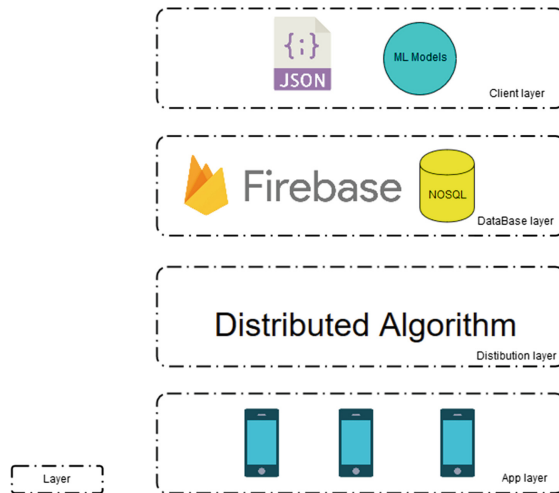 {;}
JSON
ML Models
Client layer
Firebase
NOSQL
DataBase layer
Distributed Algorithm
Distibution layer
Layer
App layer